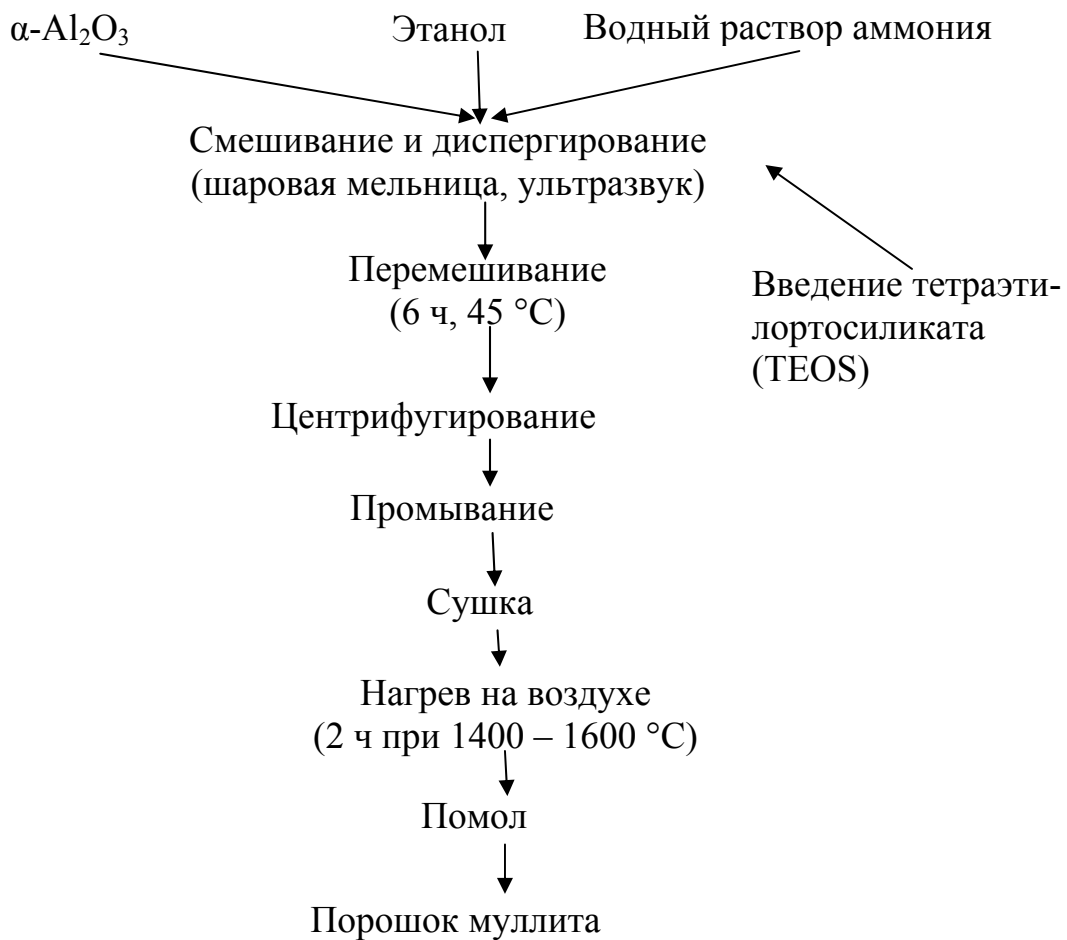 α-Al₂O₃ Этанол Водный раствор аммония
Смешивание и диспергирование
(шаровая мельница, ультразвук)
Перемешивание
(6 ч, 45 °С)
Введение тетраэти-
лортосиликата
(TEOS)
Центрифугирование
Промывание
Сушка
Нагрев на воздухе
(2 ч при 1400 – 1600 °С)
Помол
Порошок муллита